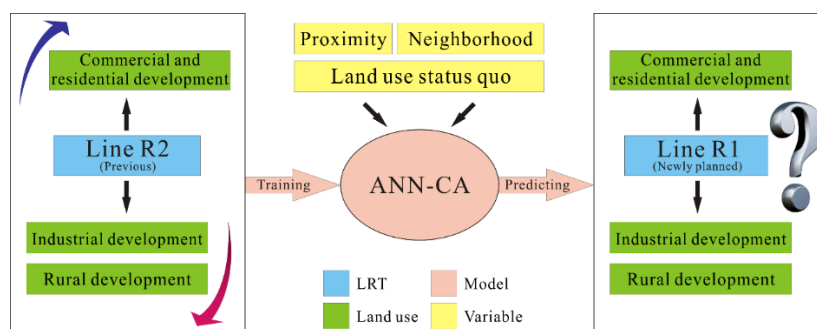 Commercial and
residential development
Line R2
(Previous)
Industrial development
Rural development
Proximity
Neighborhood
Land use status quo
Training
ANN-CA
Predicting
LRT
Model
Land use
Variable
Commercial and
residential development
Line R1
(Newly planned)
?
Industrial development
Rural development